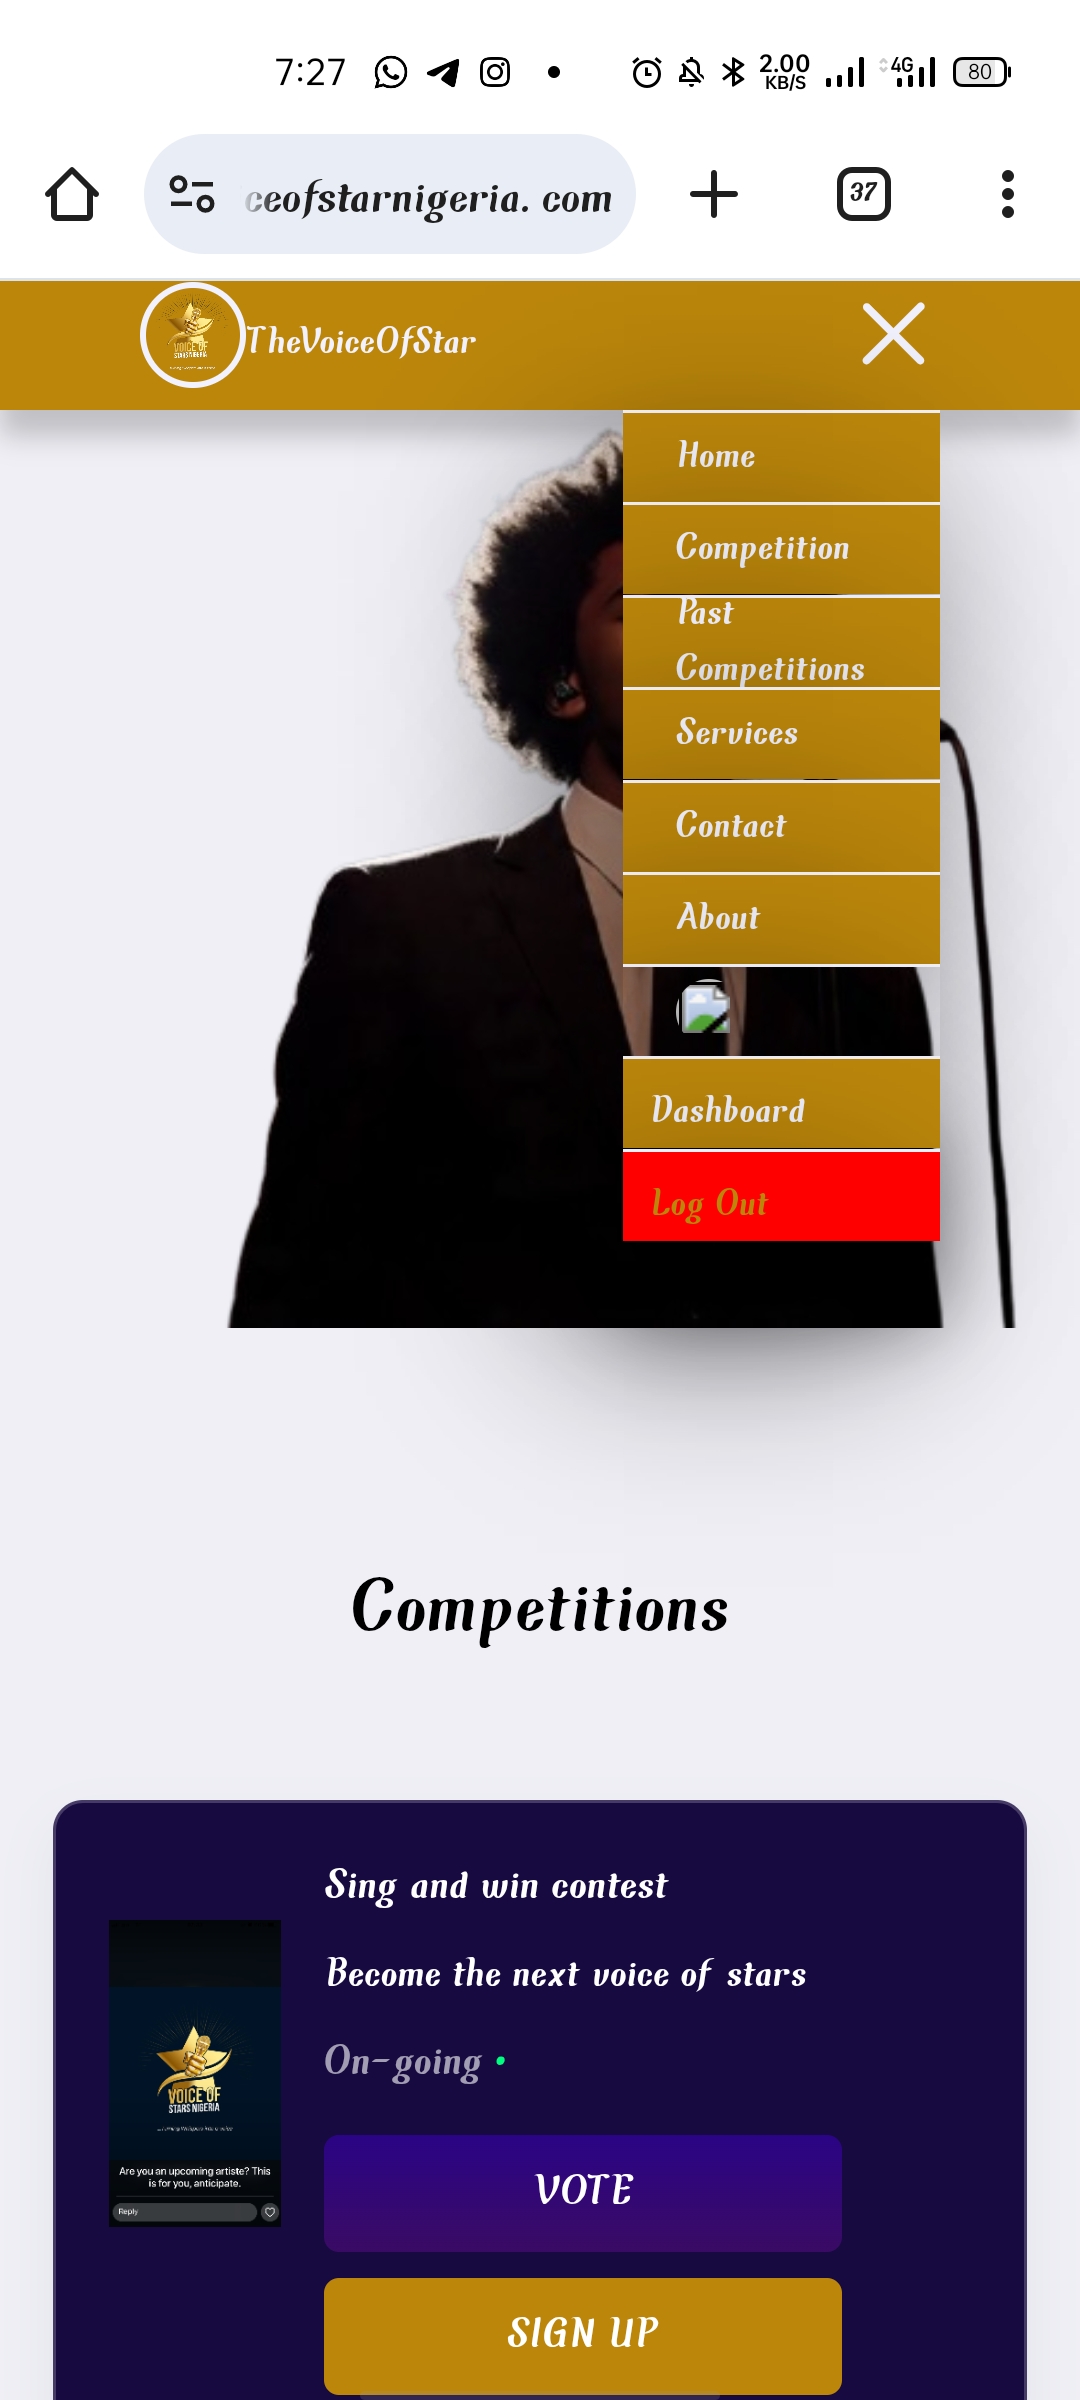 7:27
2.00
KB/S
4G
80
ceofstarnigeria. com
37
VOICE OF
STARS NIGERIA
TheVoiceOfStar
Home
Competition
Past
Competitions
Services
Contact
About
Dashboard
Log Out
Competitions
Sing and win contest
Become the next voice of stars
On-going
VOICE OF
STARS NIGERIA
Are you an upcoming artiste? This
is for you, anticipate.
Reply
VOTE
SIGN UP